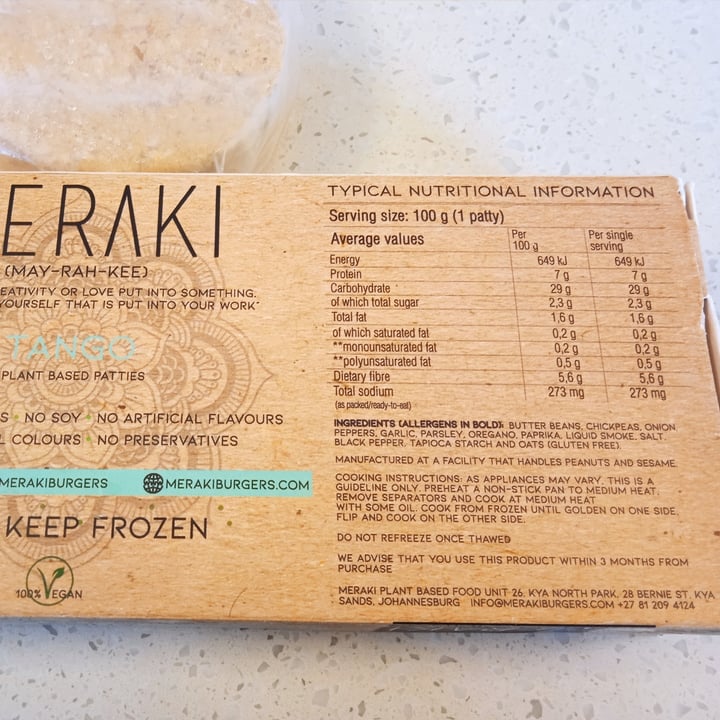 ERAKI
(MAY-RAH-KEE)
EATIVITY OR LOVE PUT INTO SOMETHING.
YOURSELF THAT IS PUT INTO YOUR WORK"
TANGO
PLANT BASED PATTIES
S • NO SOY • NO ARTIFICIAL FLAVOURS
L COLOURS • NO PRESERVATIVES
MERAKIBURGERS MERAKIBURGERS.COM
KEEP FROZEN
100% VEGAN
TYPICAL NUTRITIONAL INFORMATION
Serving size: 100 g (1 patty)
Average values Per 100 g Per single serving
Energy 649 kJ 649 kJ
Protein 7 g 7 g
Carbohydrate 29 g 29 g
of which total sugar 2,3 g 2,3 g
Total fat 1,6 g 1,6 g
of which saturated fat 0,2 g 0,2 g
**monounsaturated fat 0,2 g 0,2 g
**polyunsaturated fat 0,5 g 0,5 g
Dietary fibre 5,6 g 5,6 g
Total sodium 273 mg 273 mg
(as packed/ready-to-eat)
INGREDIENTS (ALLERGENS IN BOLD): BUTTER BEANS, CHICKPEAS, ONION
PEPPERS, GARLIC, PARSLEY, OREGANO, PAPRIKA, LIQUID SMOKE, SALT,
BLACK PEPPER, TAPIOCA STARCH AND OATS (GLUTEN FREE).
MANUFACTURED AT A FACILITY THAT HANDLES PEANUTS AND SESAME.
COOKING INSTRUCTIONS: AS APPLIANCES MAY VARY, THIS IS A
GUIDELINE ONLY. PREHEAT A NON-STICK PAN TO MEDIUM HEAT.
REMOVE SEPARATORS AND COOK AT MEDIUM HEAT
WITH SOME OIL. COOK FROM FROZEN UNTIL GOLDEN ON ONE SIDE,
FLIP AND COOK ON THE OTHER SIDE.
DO NOT REFREEZE ONCE THAWED
WE ADVISE THAT YOU USE THIS PRODUCT WITHIN 3 MONTHS FROM
PURCHASE
MERAKI PLANT BASED FOOD UNIT 26, KYA NORTH PARK, 28 BERNIE ST, KYA
SANDS, JOHANNESBURG INFO@MERAKIBURGERS.COM +27 81 209 4124